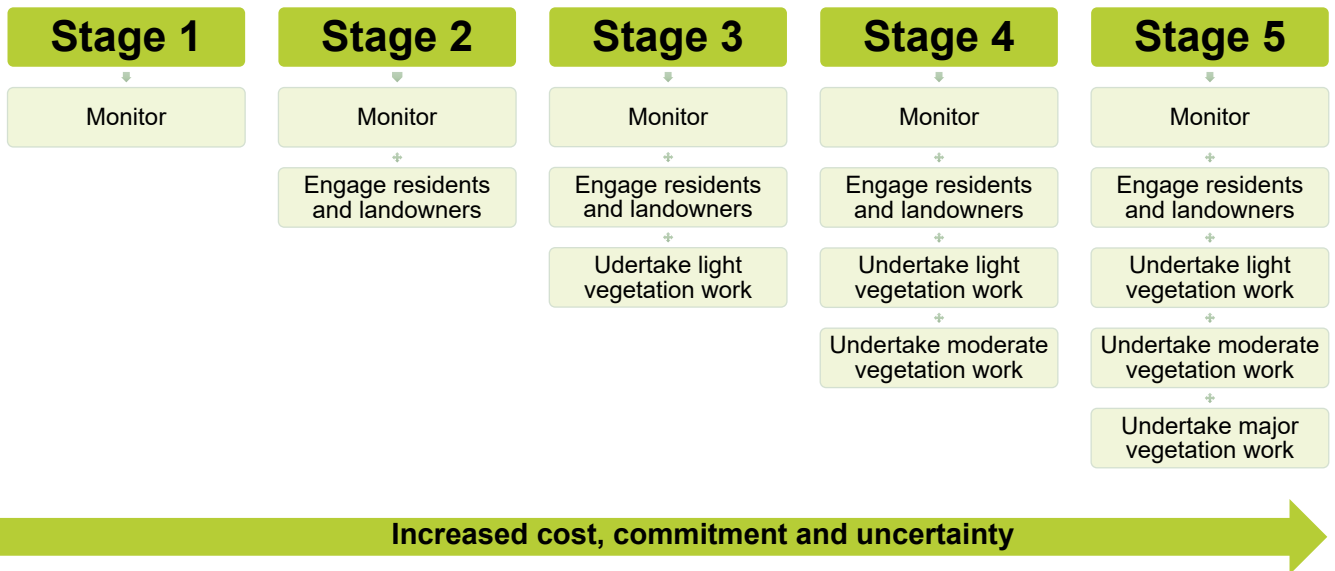 Stage 1
Monitor
Stage 2
Monitor
Engage residents
and landowners
Stage 3
Monitor
Engage residents
and landowners
Udertake light
vegetation work
Stage 4
Monitor
Engage residents
and landowners
Undertake light
vegetation work
Undertake moderate
vegetation work
Stage 5
Monitor
Engage residents
and landowners
Undertake light
vegetation work
Undertake moderate
vegetation work
Undertake major
vegetation work
Increased cost, commitment and uncertainty